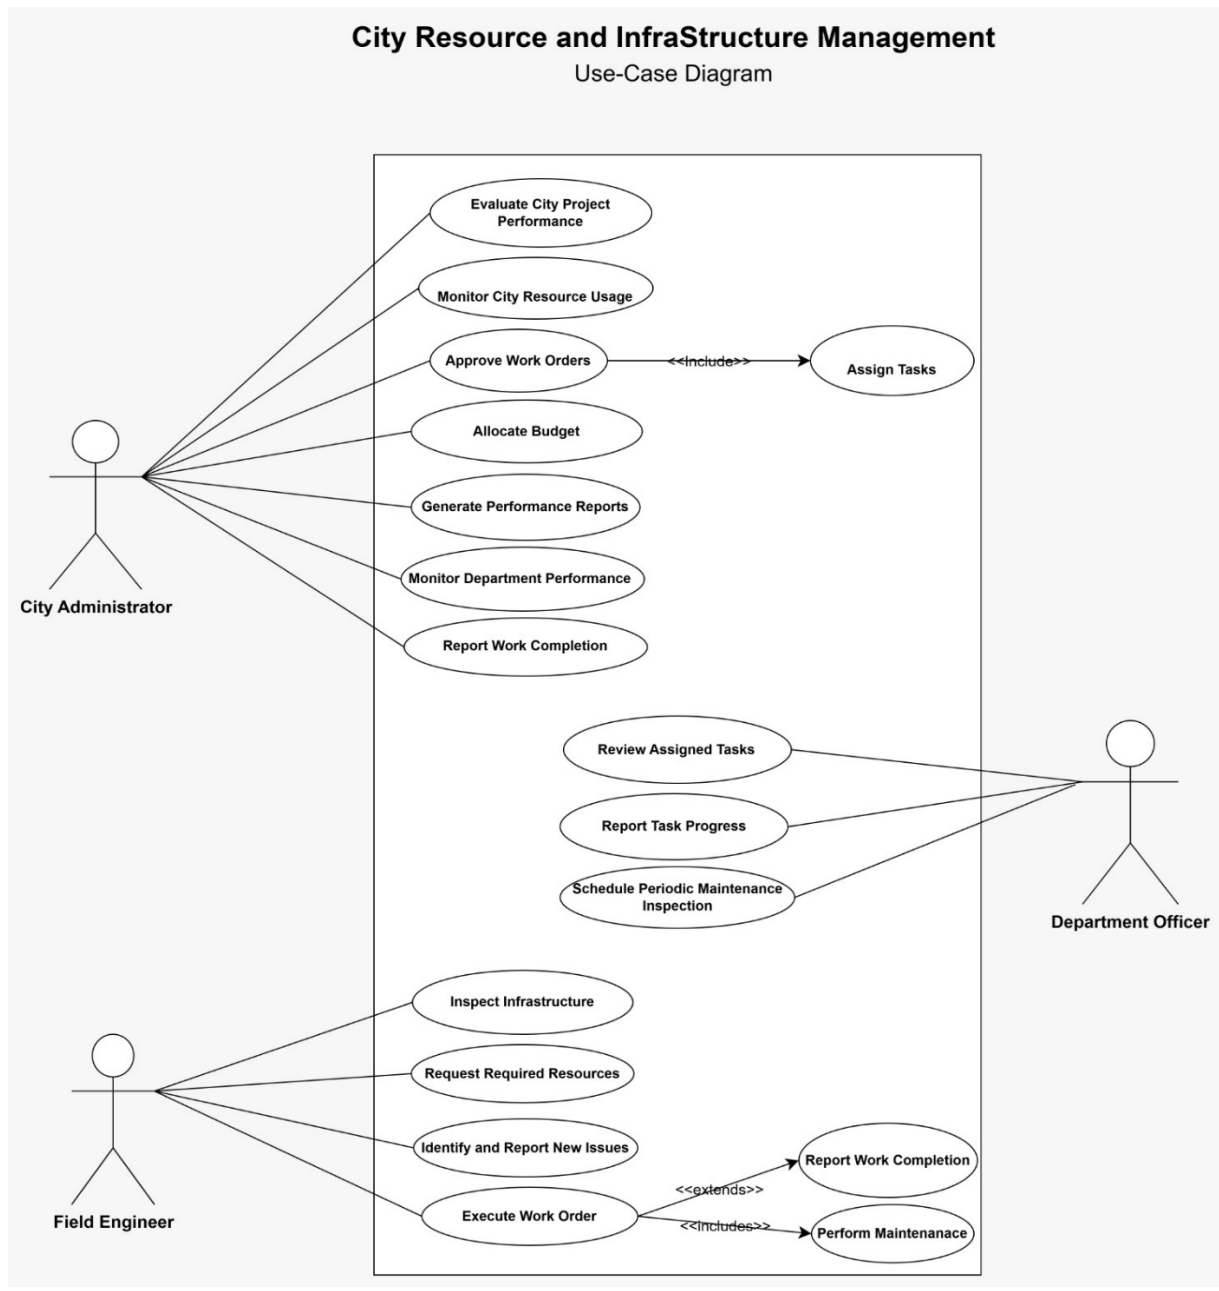 City Resource and InfraStructure Management
Use-Case Diagram
Evaluate City Project
Performance
Monitor City Resource Usage
Approve Work Orders
<<Include>>
Assign Tasks
Allocate Budget
Generate Performance Reports
Monitor Department Performance
City Administrator
Report Work Completion
Review Assigned Tasks
Report Task Progress
Schedule Periodic Maintenance
Inspection
Department Officer
Inspect Infrastructure
Request Required Resources
Identify and Report New Issues
Report Work Completion
<<extends>>
Field Engineer
Execute Work Order
<<includes>>
Perform Maintenanace